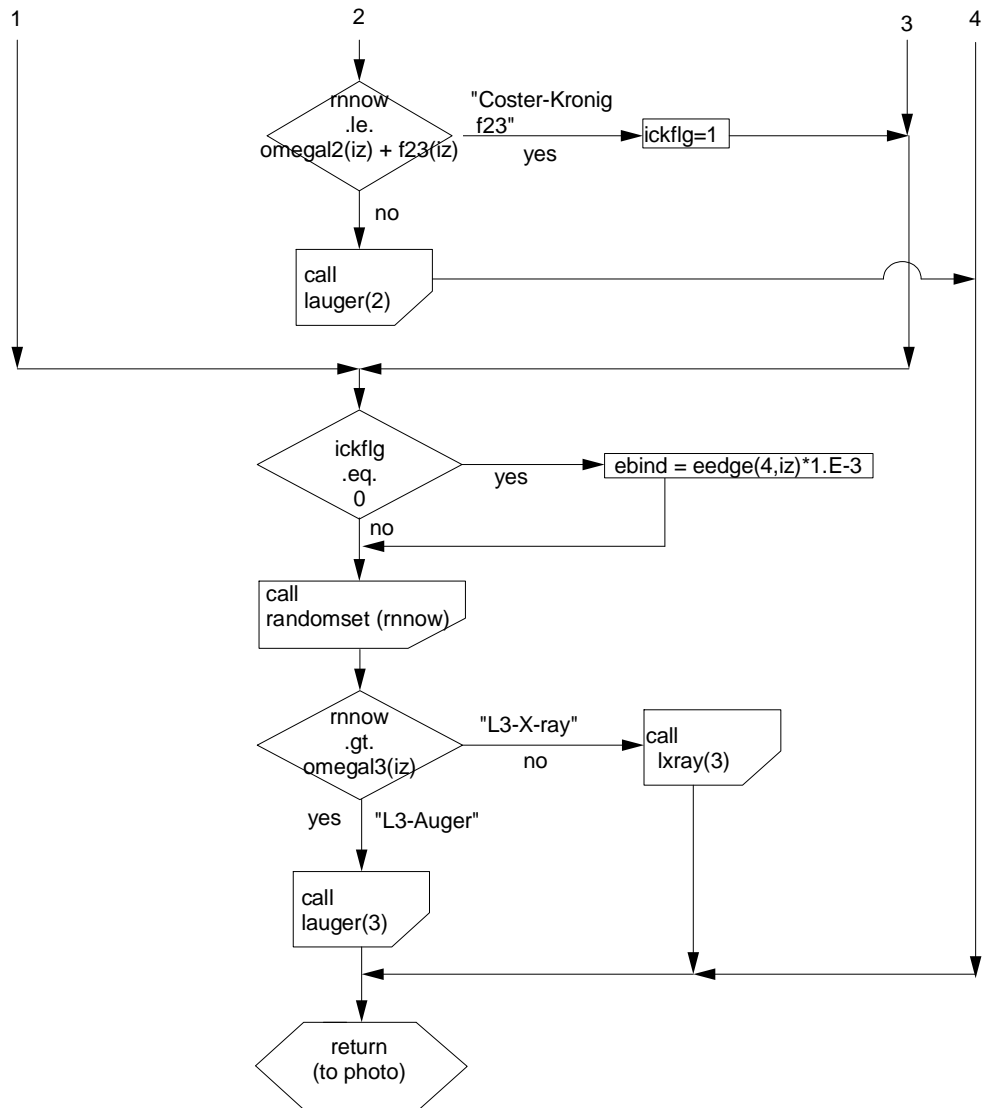 1
2
3
4
rnnow
.le.
omegal2(iz) + f23(iz)
"Coster-Kronig
f23"
yes
ickflg=1
no
call
lauger(2)
ickflg
.eq.
0
yes
ebind = eedge(4,iz)*1.E-3
no
call
randomset (rnnow)
rnnow
.gt.
omegal3(iz)
"L3-X-ray"
no
call
lxray(3)
yes
"L3-Auger"
call
lauger(3)
return
(to photo)